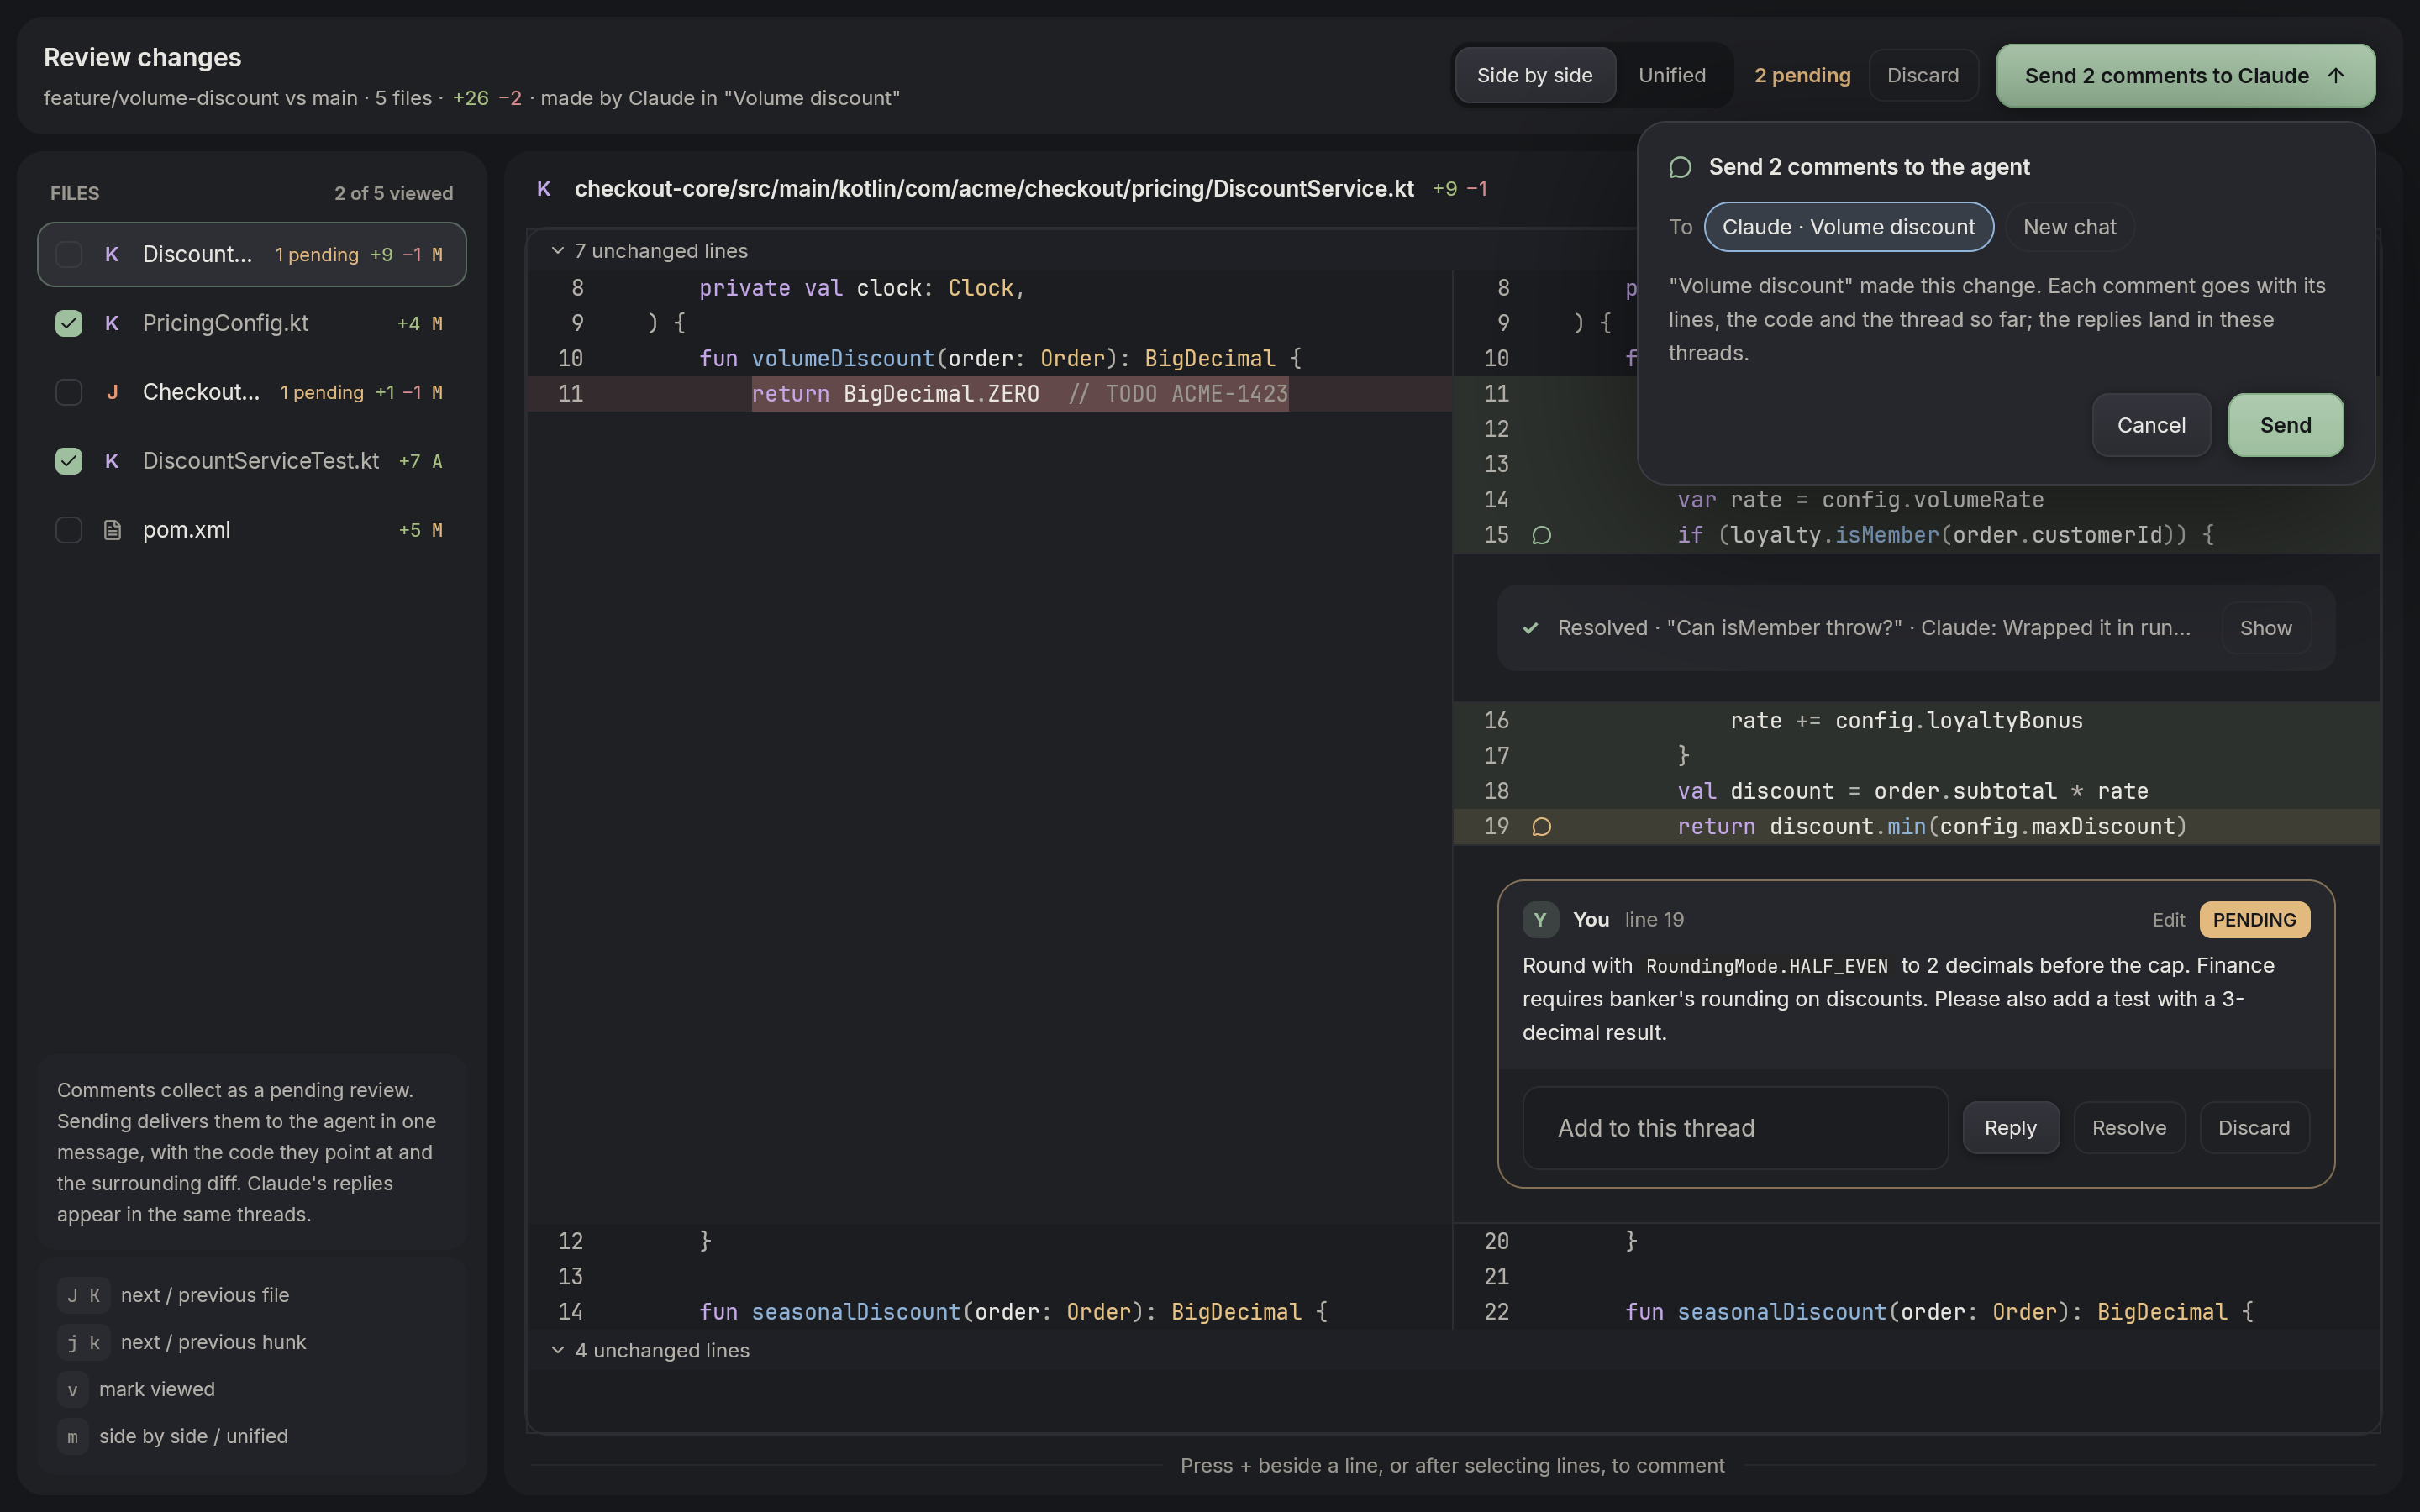 Review changes
feature/volume-discount vs main · 5 files · +26 −2 · made by Claude in "Volume discount"
Side by side
Unified
2 pending
Discard
Send 2 comments to Claude
FILES
2 of 5 viewed
K Discount... 1 pending +9 −1 M
K PricingConfig.kt +4 M
J Checkout... 1 pending +1 −1 M
K DiscountServiceTest.kt +7 A
pom.xml +5 M
Comments collect as a pending review.
Sending delivers them to the agent in one
message, with the code they point at and
the surrounding diff. Claude's replies
appear in the same threads.
J K next / previous file
j k next / previous hunk
v mark viewed
m side by side / unified
K checkout-core/src/main/kotlin/com/acme/checkout/pricing/DiscountService.kt +9 −1
7 unchanged lines
8 private val clock: Clock,
9 ) {
10 fun volumeDiscount(order: Order): BigDecimal {
11 return BigDecimal.ZERO // TODO ACME-1423
12 }
13
14 fun seasonalDiscount(order: Order): BigDecimal {
8 p
9 ) {
10 f
11
12
13
14 var rate = config.volumeRate
15 if (loyalty.isMember(order.customerId)) {
Resolved · "Can isMember throw?" · Claude: Wrapped it in run...
Show
16 rate += config.loyaltyBonus
17 }
18 val discount = order.subtotal * rate
19 return discount.min(config.maxDiscount)
Y You line 19
Edit PENDING
Round with RoundingMode.HALF_EVEN to 2 decimals before the cap. Finance
requires banker's rounding on discounts. Please also add a test with a 3-
decimal result.
Add to this thread
Reply
Resolve
Discard
20 }
21
22 fun seasonalDiscount(order: Order): BigDecimal {
4 unchanged lines
Press + beside a line, or after selecting lines, to comment
Send 2 comments to the agent
To Claude · Volume discount New chat
"Volume discount" made this change. Each comment goes with its
lines, the code and the thread so far; the replies land in these
threads.
Cancel
Send